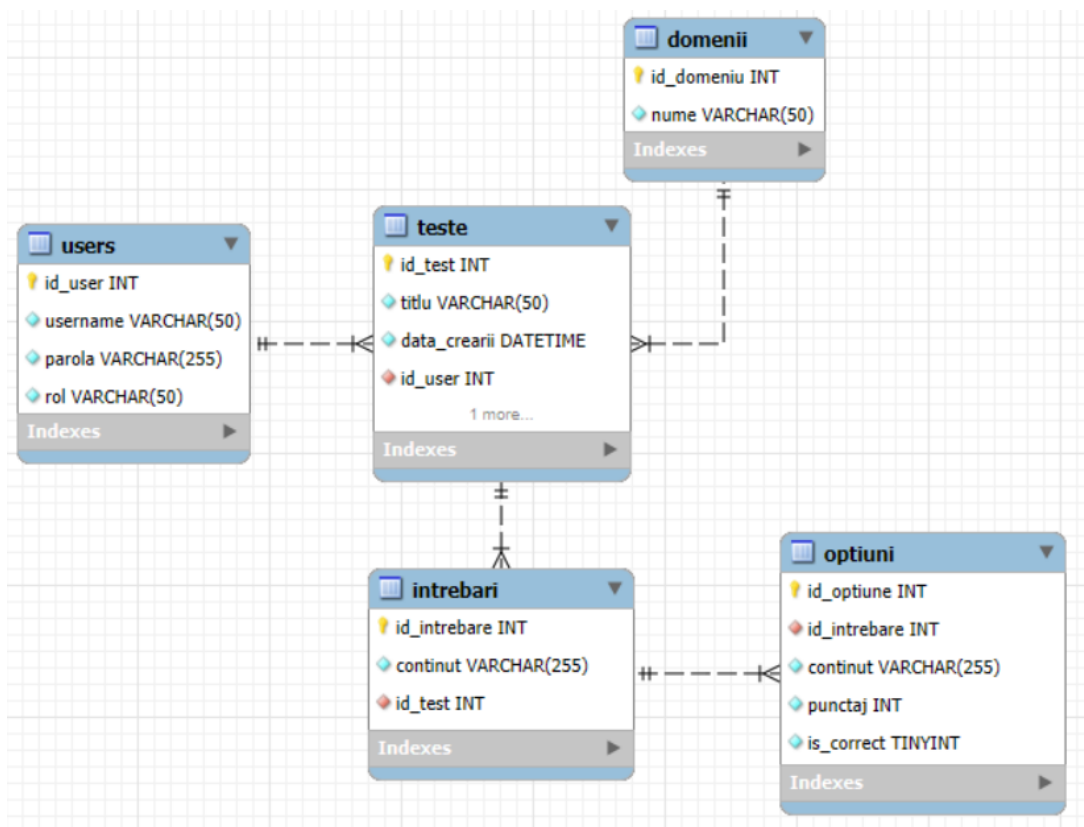 domenii
id_domeniu INT
nume VARCHAR(50)
Indexes
users
id_user INT
username VARCHAR(50)
parola VARCHAR(255)
rol VARCHAR(50)
Indexes
teste
id_test INT
titlu VARCHAR(50)
data_crearii DATETIME
id_user INT
1 more...
Indexes
intrebari
id_intrebare INT
continut VARCHAR(255)
id_test INT
Indexes
optiuni
id_optiune INT
id_intrebare INT
continut VARCHAR(255)
punctaj INT
is_correct TINYINT
Indexes